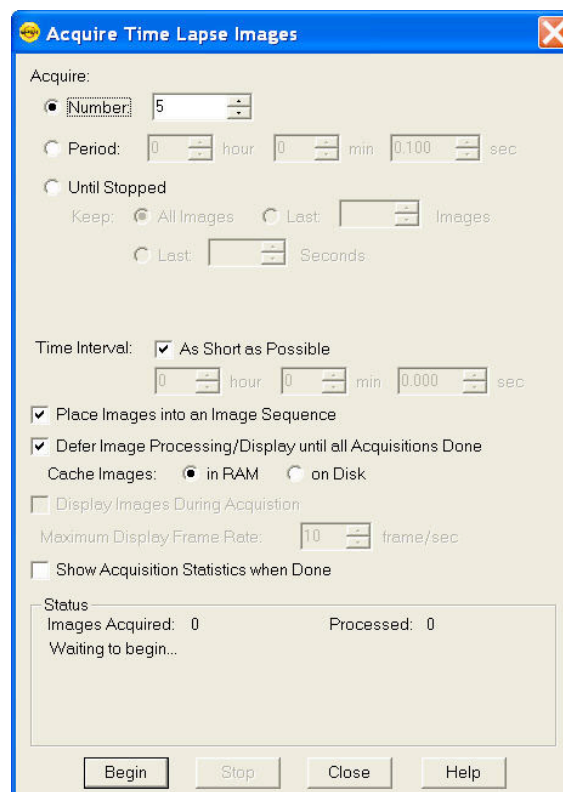 Acquire Time Lapse Images
Acquire:
Number: 5
Period: 0 hour 0 min 0.100 sec
Until Stopped
Keep: All Images Last: Images
Last: Seconds
Time Interval: As Short as Possible
0 hour 0 min 0.000 sec
Place Images into an Image Sequence
Defer Image Processing/Display until all Acquisitions Done
Cache Images: in RAM on Disk
Display Images During Acquistion
Maximum Display Frame Rate: 10 frame/sec
Show Acquisition Statistics when Done
Status
Images Acquired: 0 Processed: 0
Waiting to begin...
Begin Stop Close Help